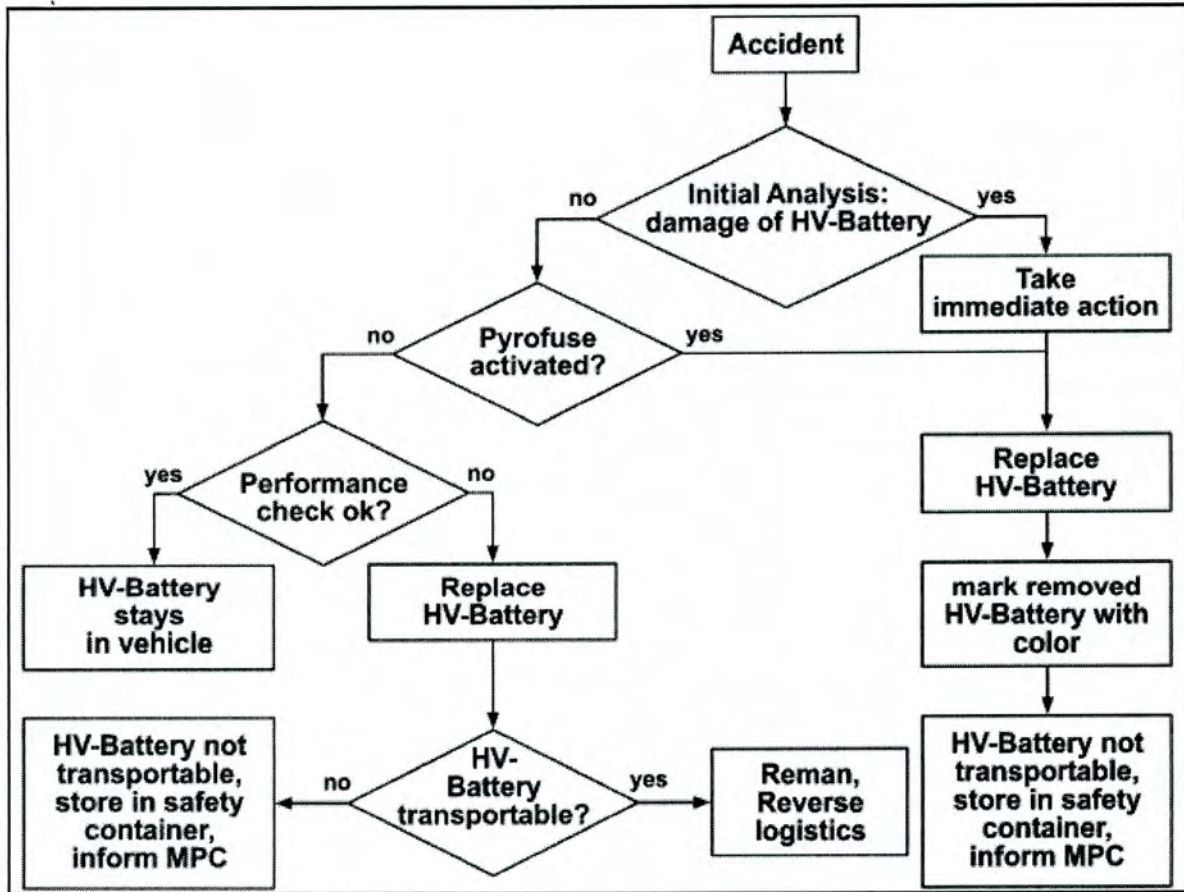 Accident
Initial Analysis:
damage of HV-Battery
no
yes
Take
immediate action
Pyrofuse
activated?
no
yes
Replace
HV-Battery
Performance
check ok?
yes
no
HV-Battery
stays
in vehicle
Replace
HV-Battery
mark removed
HV-Battery with
color
HV-Battery not
transportable,
store in safety
container,
inform MPC
no
HV-
Battery
transportable?
yes
Reman,
Reverse
logistics
HV-Battery not
transportable,
store in safety
container,
inform MPC